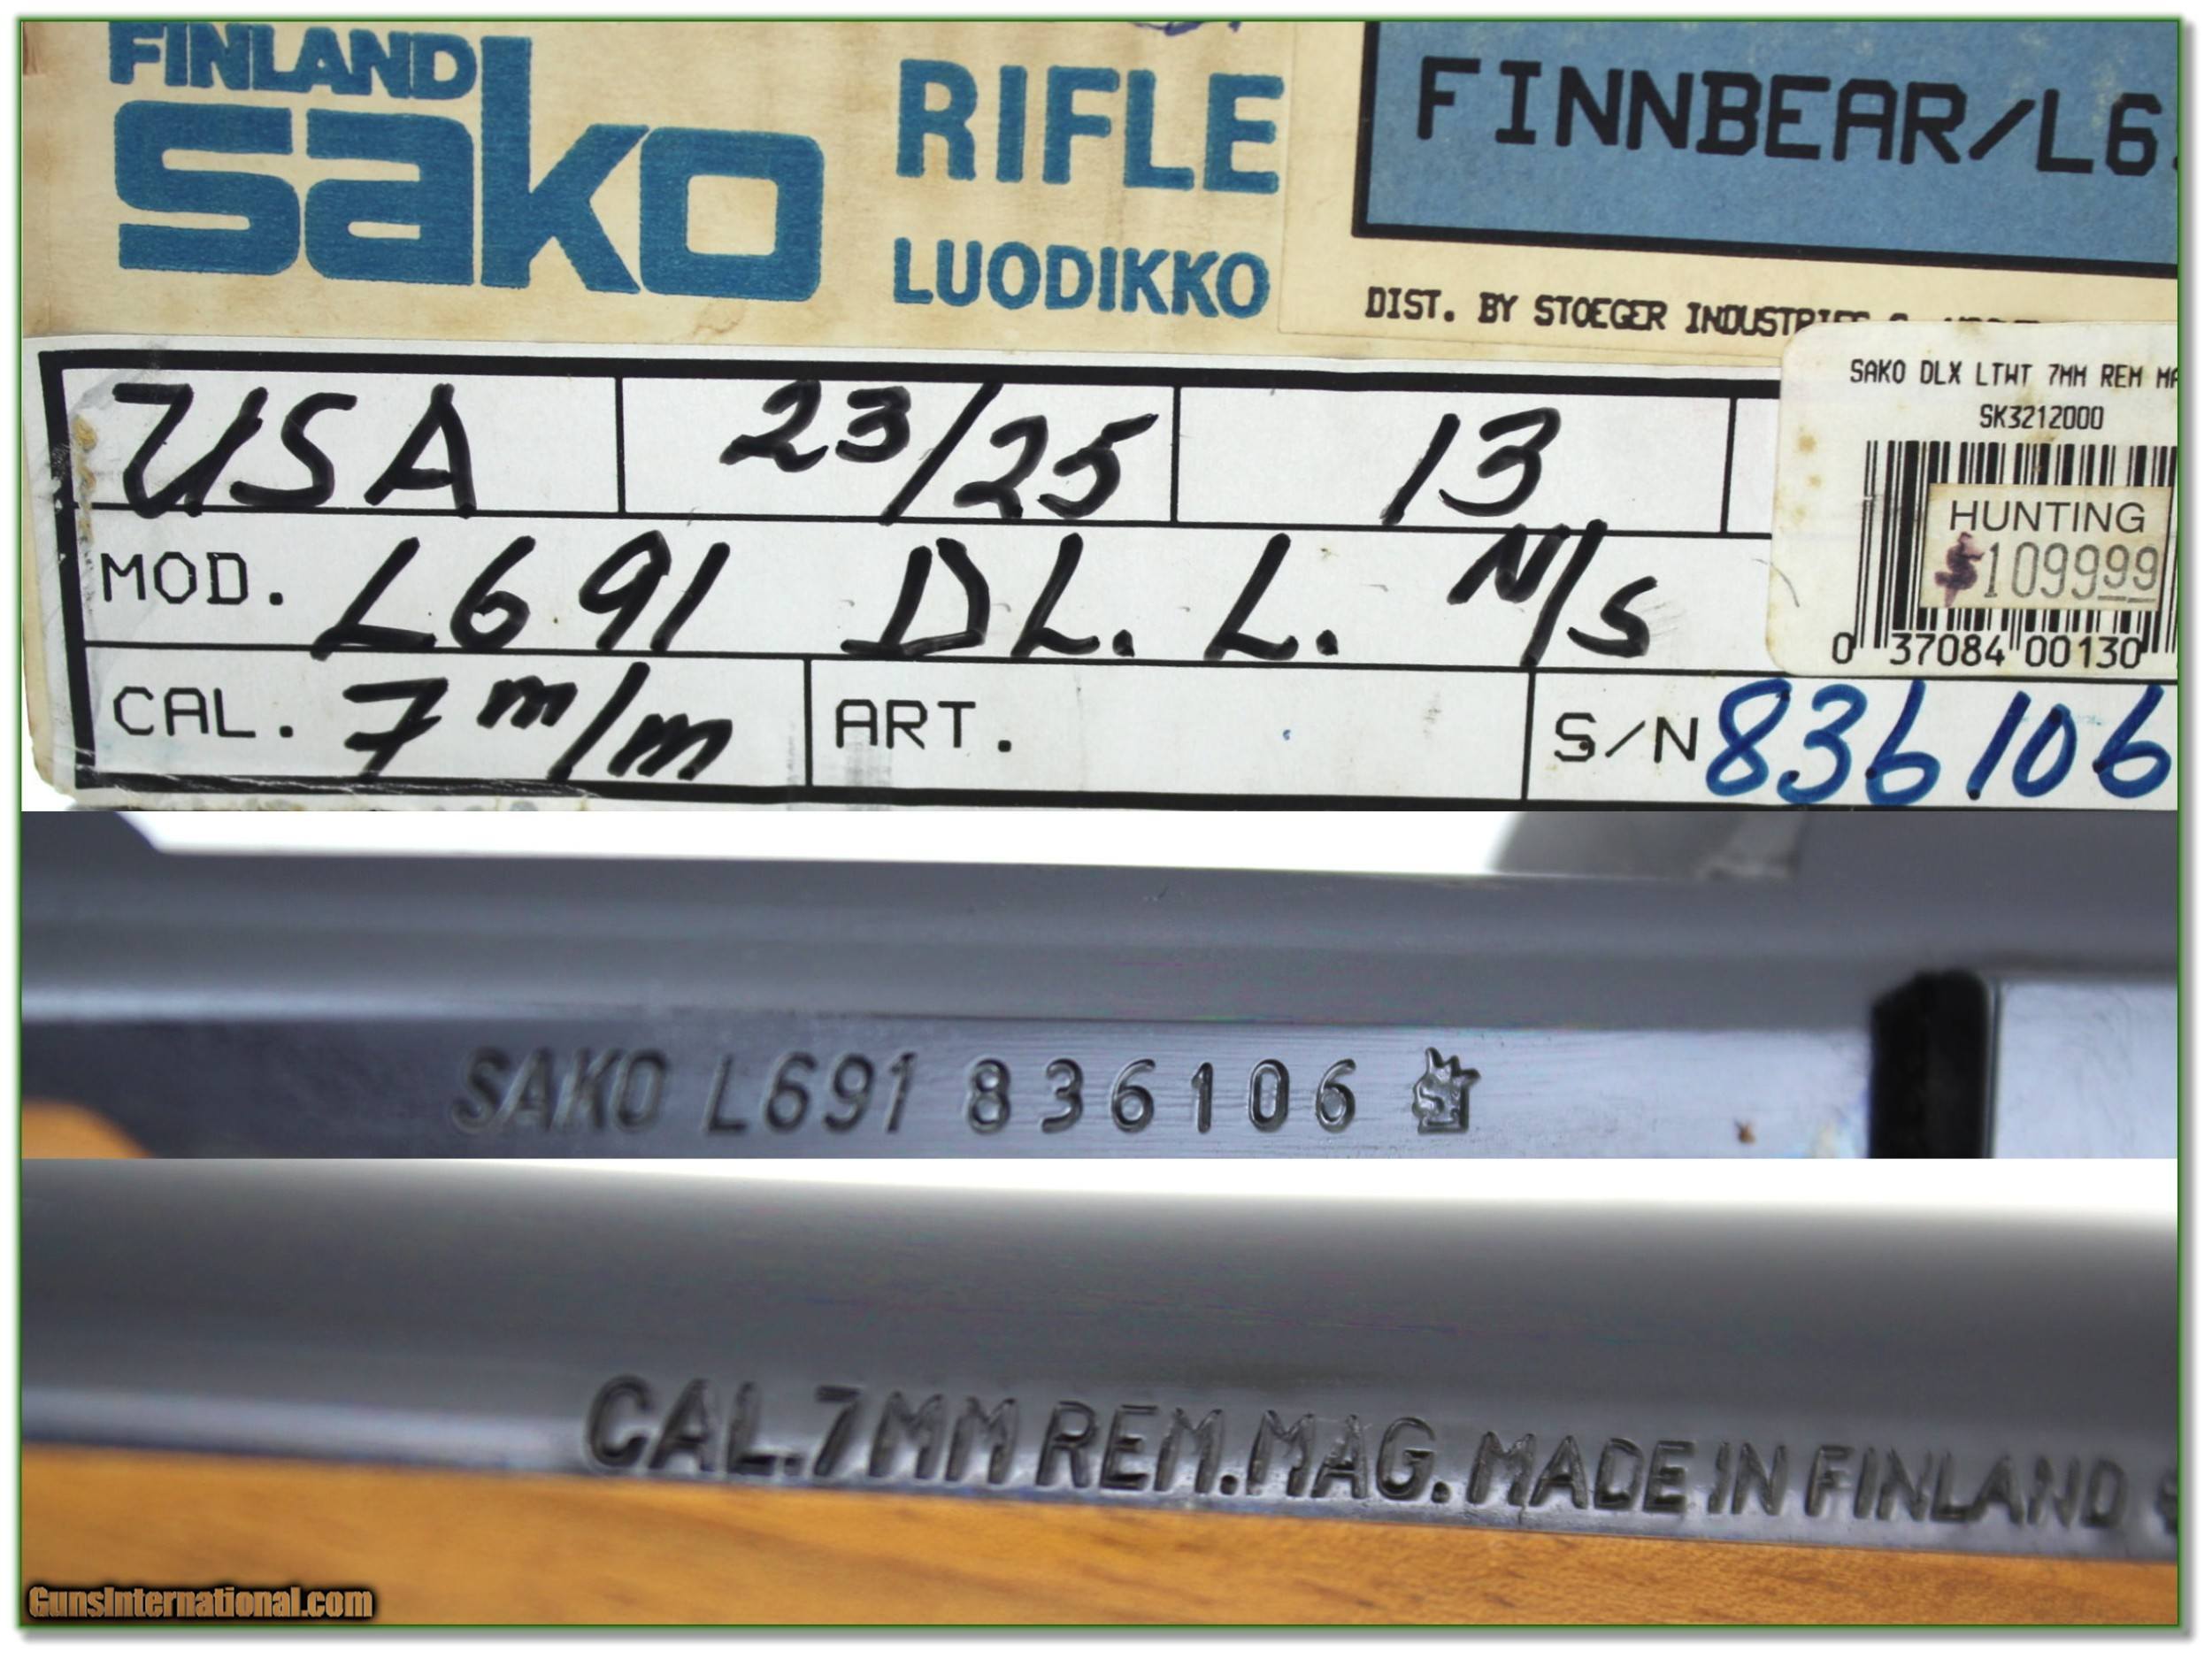 FINLAND
sako
RIFLE
LUODIKKO
FINNBEAR/L6
DIST. BY STOEGER
SAKO DLX LTWT 7MM REM MA
SK3212000
HUNTING
$109999
0 37084 00130
USA 23/25 13
MOD. L691 DL. L. N/S
CAL. 7 m/m ART. S/N 836106
SAKO L691 836106
CAL.7MM REM.MAG. MADE IN FINLAND
GunsInternational.com